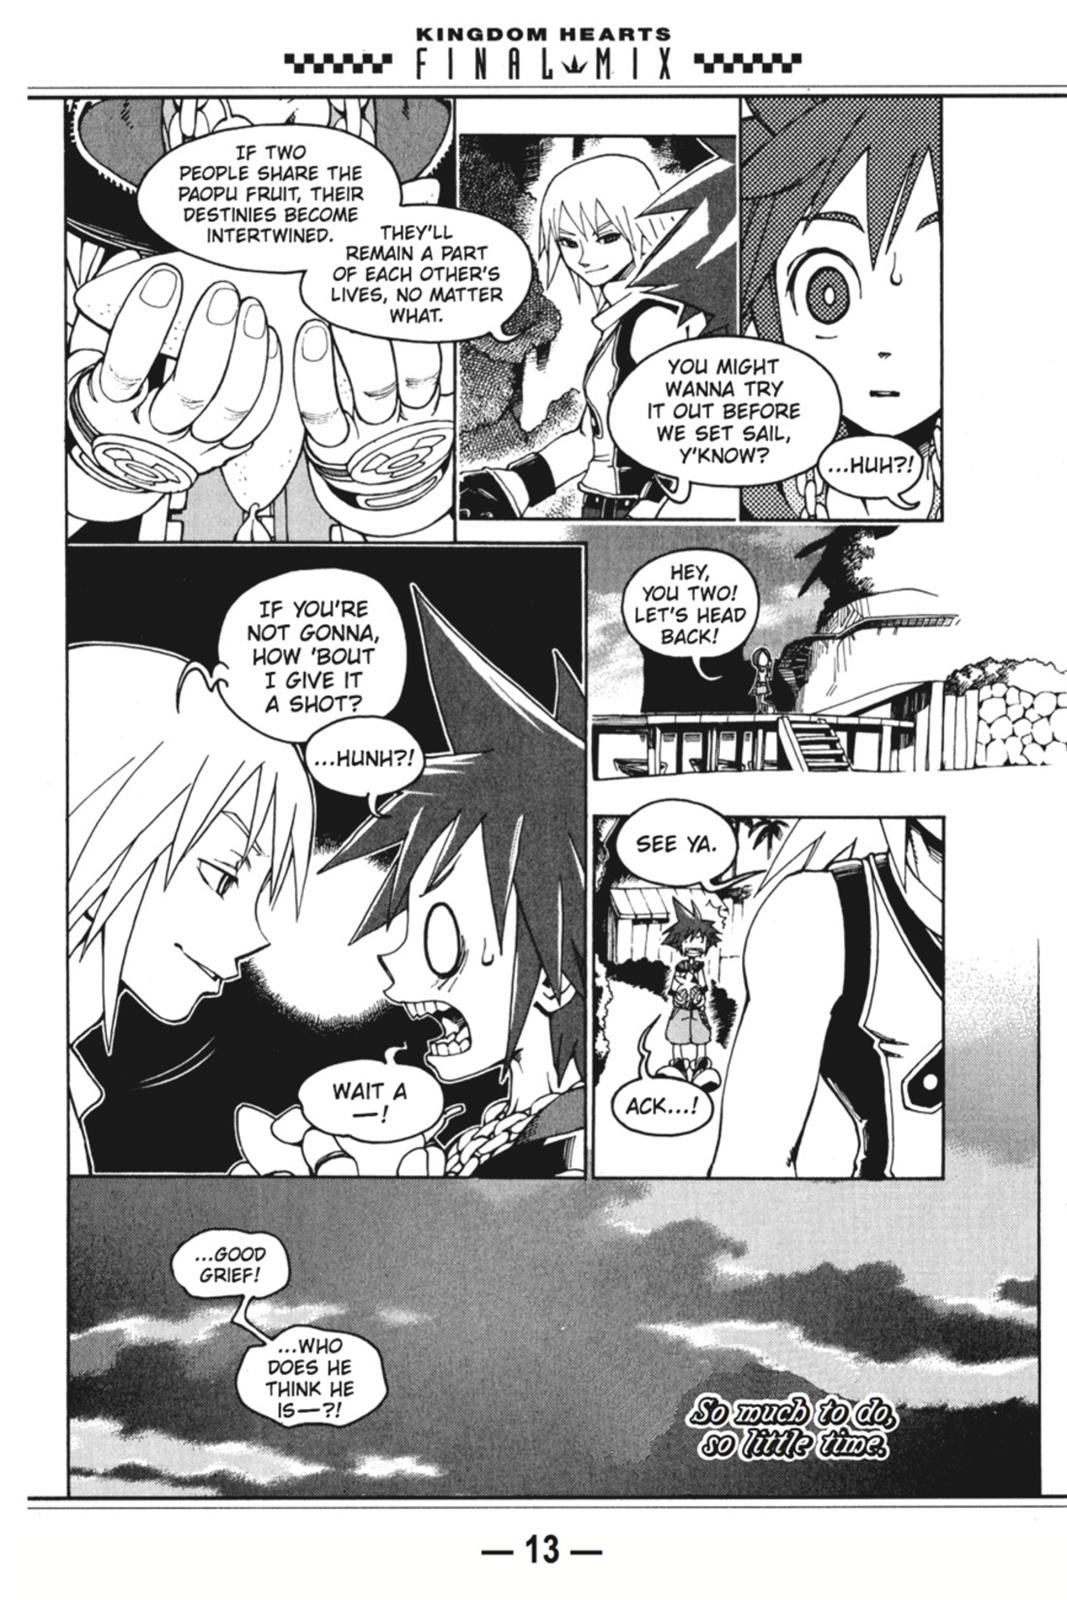 KINGDOM HEARTS
FINAL MIX
IF TWO
PEOPLE SHARE THE
PAOPU FRUIT, THEIR
DESTINIES BECOME
INTERTWINED.
THEY'LL
REMAIN A PART
OF EACH OTHER'S
LIVES, NO MATTER
WHAT.
YOU MIGHT
WANNA TRY
IT OUT BEFORE
WE SET SAIL,
Y'KNOW?
...HUH?!
IF YOU'RE
NOT GONNA,
HOW 'BOUT
I GIVE IT
A SHOT?
...HUNH?!
WAIT A
—!
HEY,
YOU TWO!
LET'S HEAD
BACK!
SEE YA.
ACK...!
...GOOD
GRIEF!
...WHO
DOES HE
THINK HE
IS—?!
So much to do,
so little time.
— 13 —